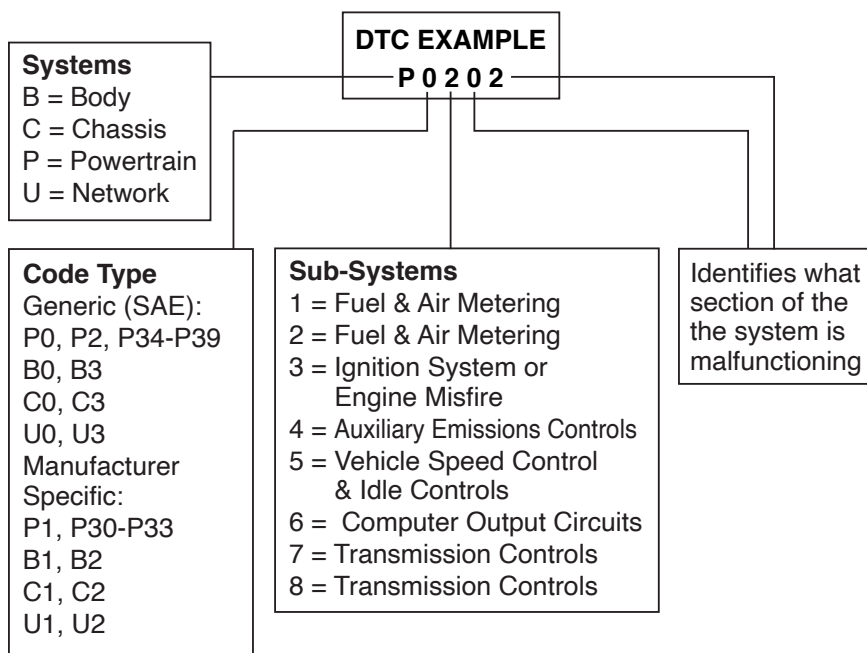 DTC EXAMPLE
P 0 2 0 2
Systems
B = Body
C = Chassis
P = Powertrain
U = Network
Code Type
Generic (SAE):
P0, P2, P34-P39
B0, B3
C0, C3
U0, U3
Manufacturer
Specific:
P1, P30-P33
B1, B2
C1, C2
U1, U2
Sub-Systems
1 = Fuel & Air Metering
2 = Fuel & Air Metering
3 = Ignition System or
Engine Misfire
4 = Auxiliary Emissions Controls
5 = Vehicle Speed Control
& Idle Controls
6 = Computer Output Circuits
7 = Transmission Controls
8 = Transmission Controls
Identifies what
section of the
the system is
malfunctioning